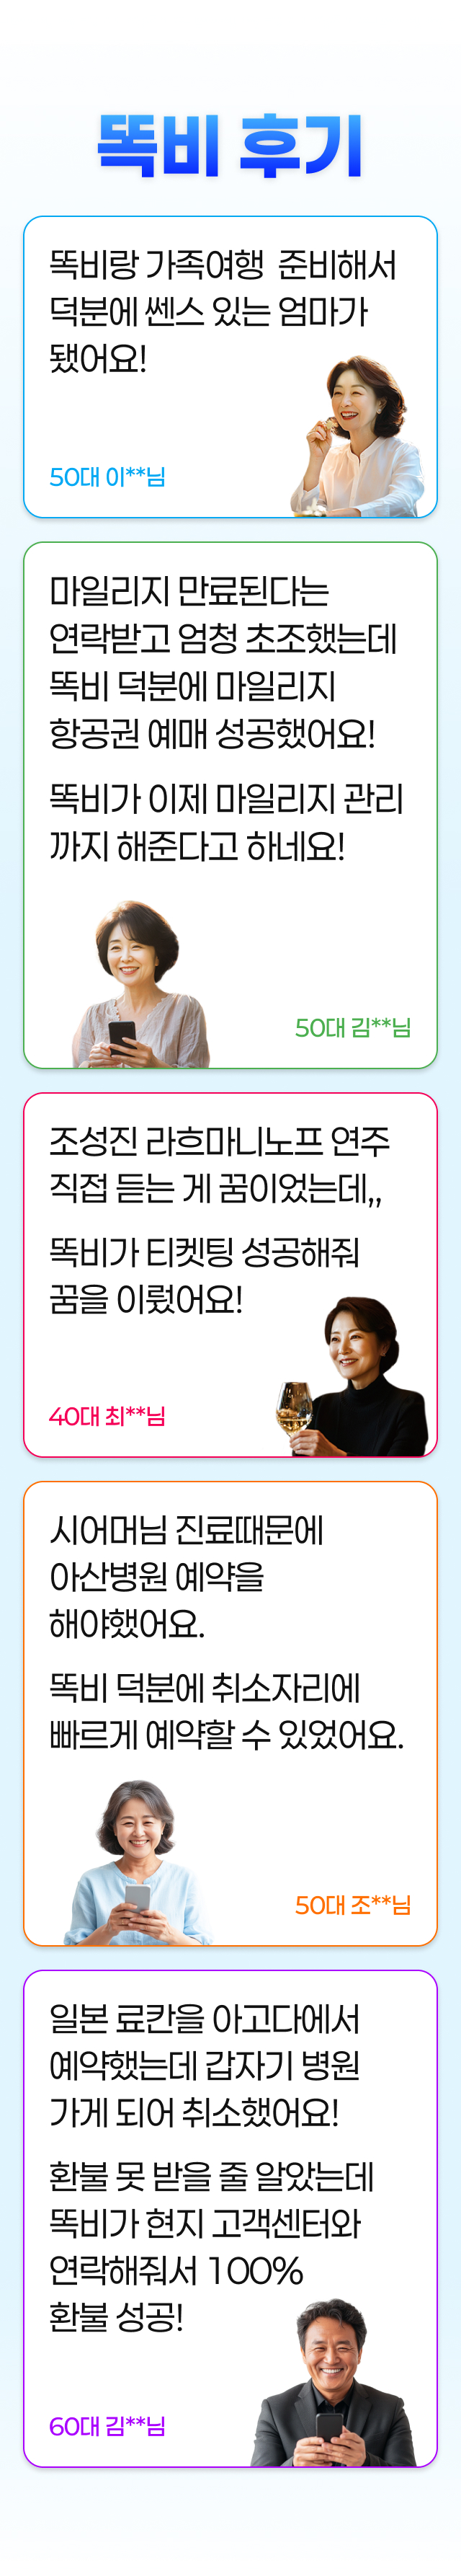 똑비 후기
똑비랑 가족여행 준비해서
덕분에 쎈스 있는 엄마가
됐어요!
50대 이**님
마일리지 만료된다는
연락받고 엄청 초조했는데
똑비 덕분에 마일리지
항공권 예매 성공했어요!
똑비가 이제 마일리지 관리
까지 해준다고 하네요!
50대 김**님
조성진 라흐마니노프 연주
직접 듣는 게 꿈이었는데,,
똑비가 티켓팅 성공해줘
꿈을 이뤘어요!
40대 최**님
시어머님 진료때문에
아산병원 예약을
해야했어요.
똑비 덕분에 취소자리에
빠르게 예약할 수 있었어요.
50대 조**님
일본 료칸을 아고다에서
예약했는데 갑자기 병원
가게 되어 취소했어요!
환불 못 받을 줄 알았는데
똑비가 현지 고객센터와
연락해줘서 100%
환불 성공!
60대 김**님